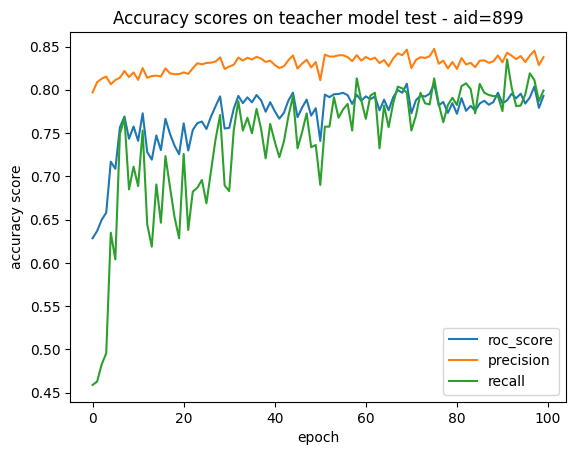 Accuracy scores on teacher model test - aid=899
accuracy score
0.85
0.80
0.75
0.70
0.65
0.60
0.55
0.50
0.45
0
20
40
60
80
100
epoch
roc_score
precision
recall